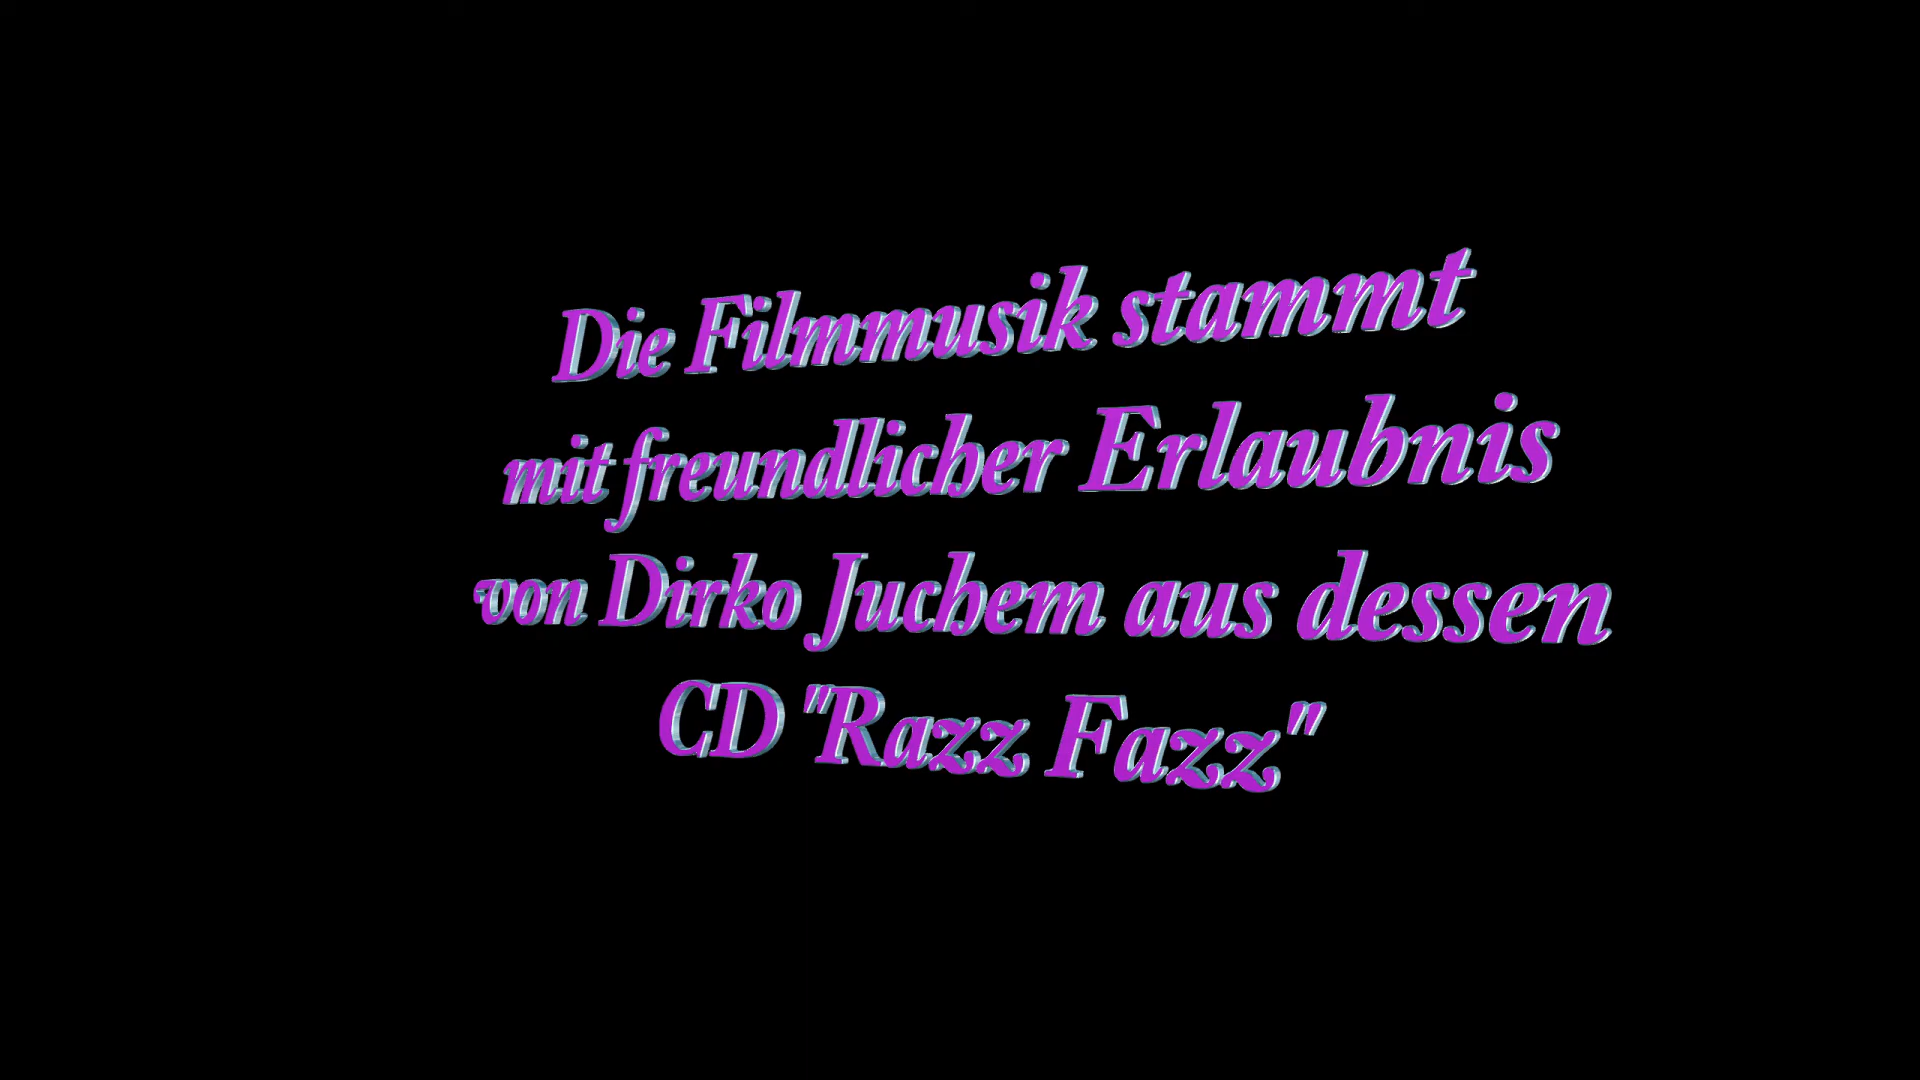 Die Filmmusik stammt
mit freundlicher Erlaubnis
von Dirko Juchem aus dessen
CD "Razz Fazz"